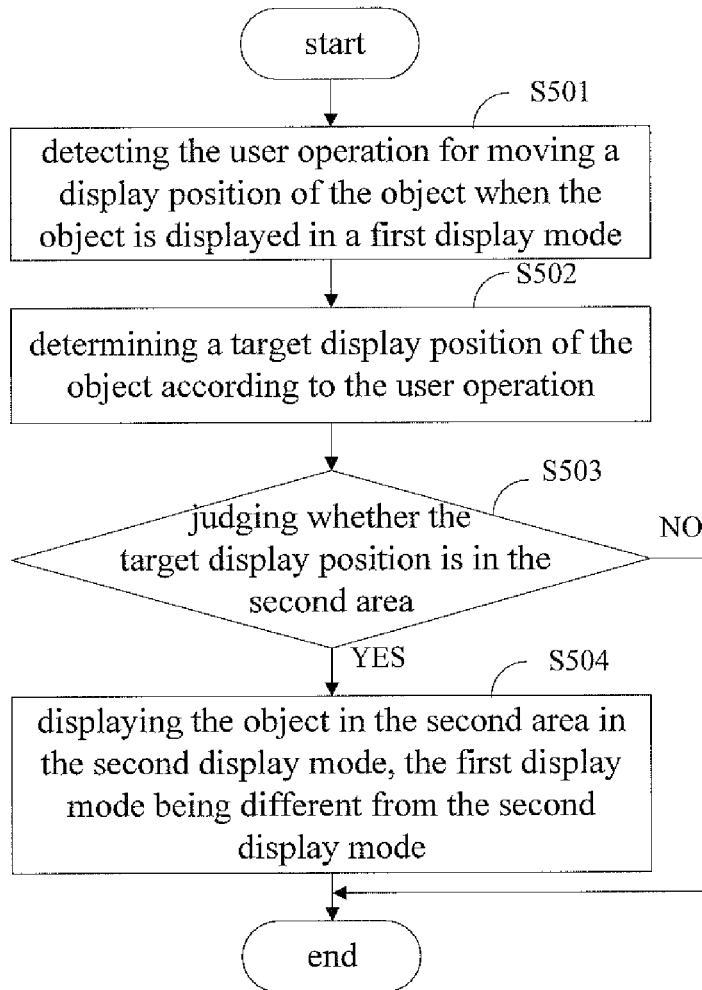 start
S501
detecting the user operation for moving a
display position of the object when the
object is displayed in a first display mode
S502
determining a target display position of the
object according to the user operation
S503
judging whether the
target display position is in the
second area
NO
YES
S504
displaying the object in the second area in
the second display mode, the first display
mode being different from the second
display mode
end